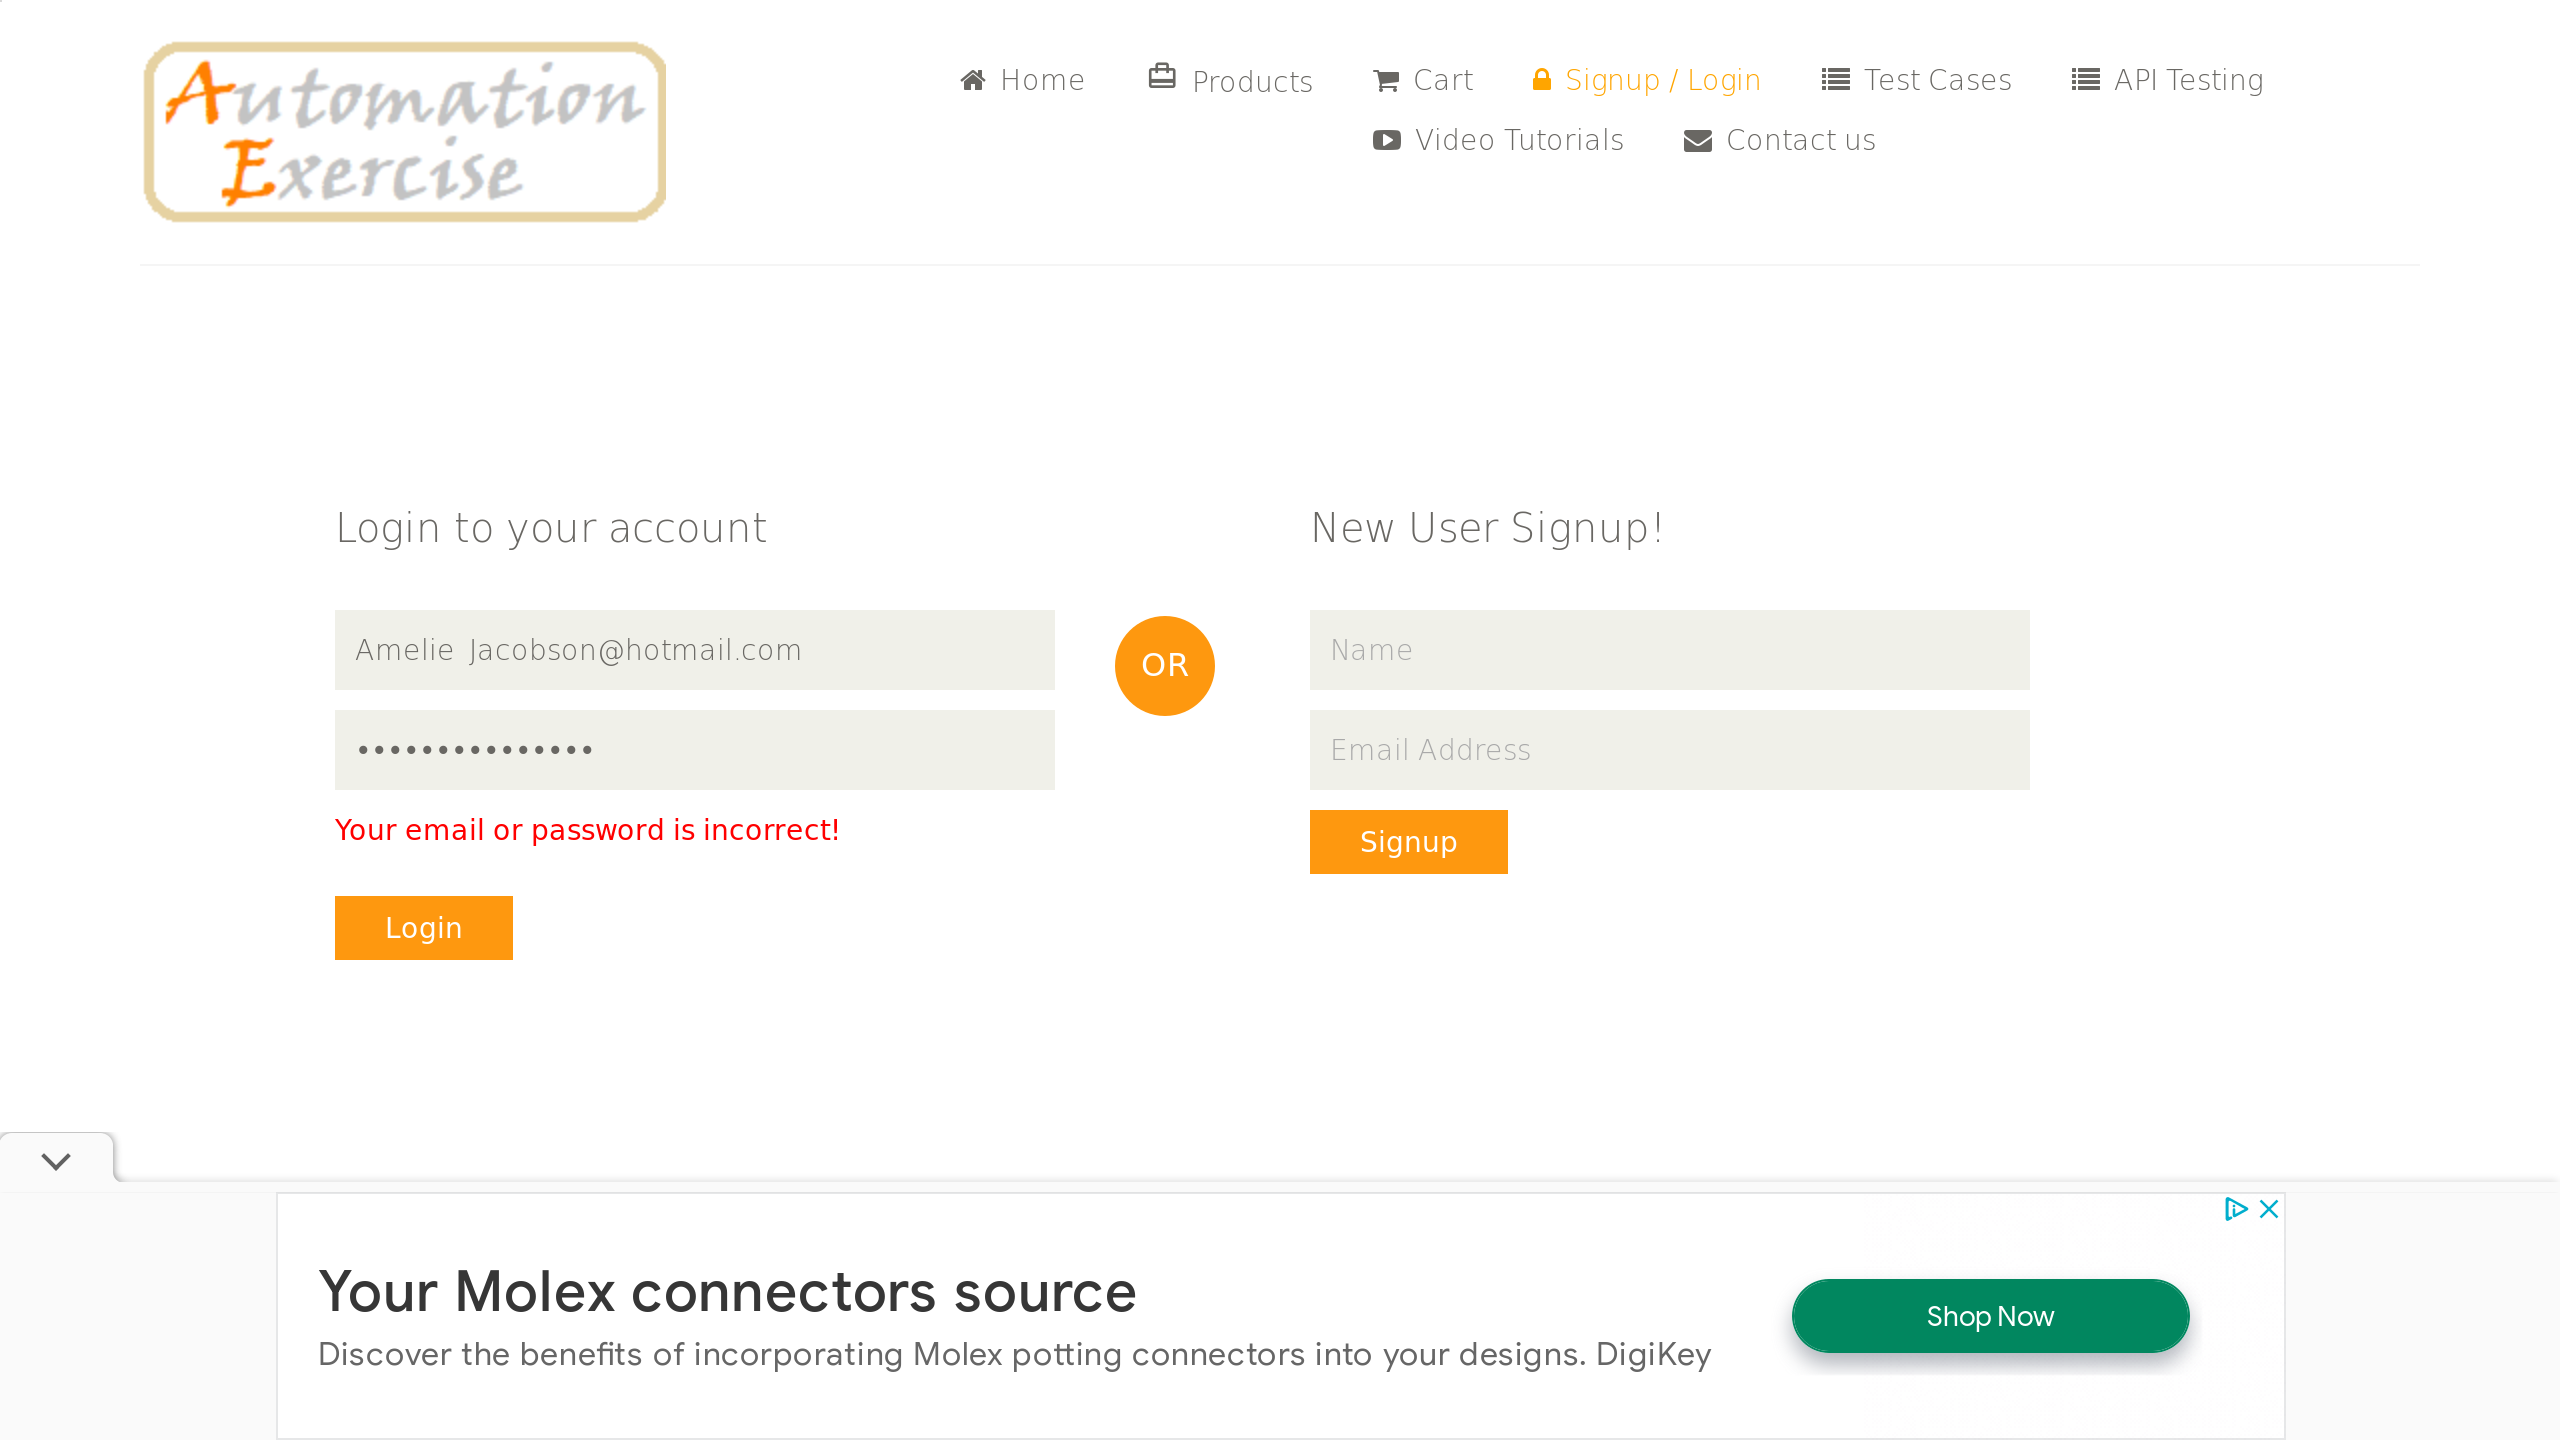 Automation
Exercise
Home
Products
Cart
Signup / Login
Test Cases
API Testing
Video Tutorials
Contact us
Login to your account
New User Signup!
Amelie Jacobson@hotmail.com
OR
Name
•••••••••••••••
Email Address
Your email or password is incorrect!
Signup
Login
Your Molex connectors source
Discover the benefits of incorporating Molex potting connectors into your designs. DigiKey
Shop Now